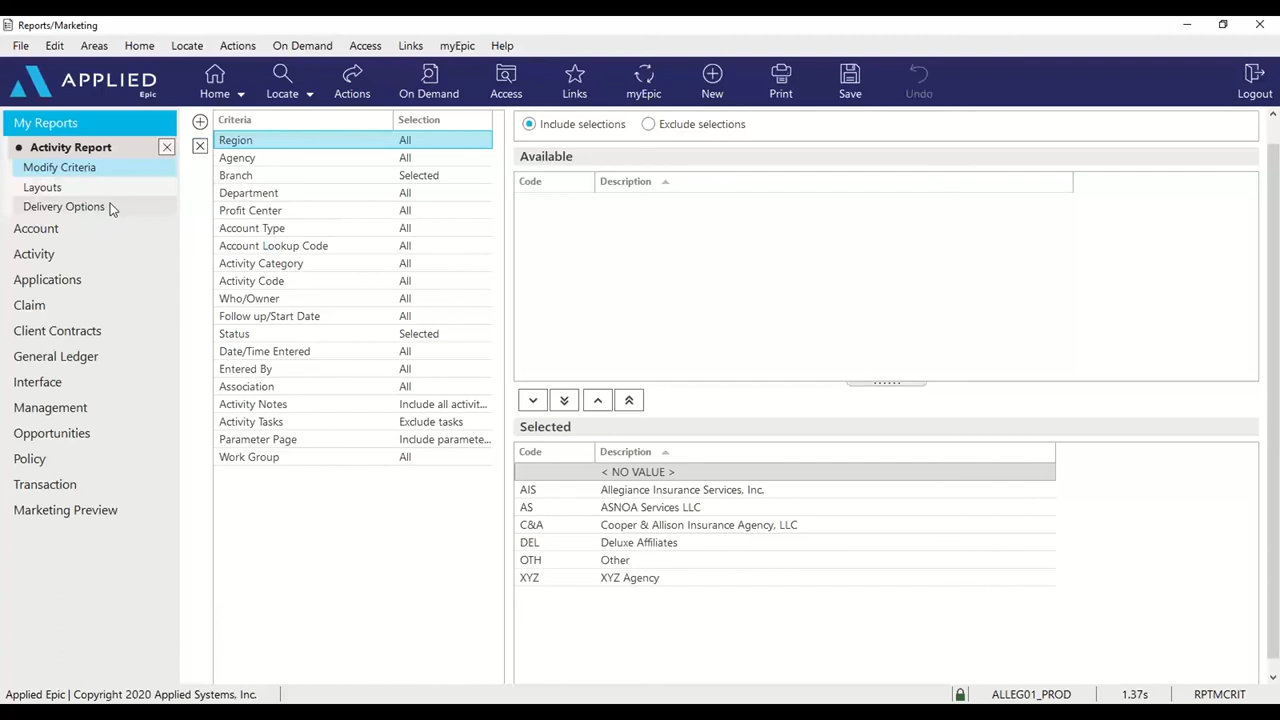 Reports/Marketing
File Edit Areas Home Locate Actions On Demand Access Links myEpic Help
APPLIED
Epic
Home Locate Actions On Demand Access Links myEpic New Print Save Undo Logout
My Reports
Activity Report
Modify Criteria
Layouts
Delivery Options
Account
Activity
Applications
Claim
Client Contracts
General Ledger
Interface
Management
Opportunities
Policy
Transaction
Marketing Preview
Criteria Selection
Region All
Agency All
Branch Selected
Department All
Profit Center All
Account Type All
Account Lookup Code All
Activity Category All
Activity Code All
Who/Owner All
Follow up/Start Date All
Status Selected
Date/Time Entered All
Entered By All
Association All
Activity Notes Include all activit...
Activity Tasks Exclude tasks
Parameter Page Include paramete...
Work Group All
Include selections Exclude selections
Available
Code Description
Selected
Code Description
< NO VALUE >
AIS Allegiance Insurance Services, Inc.
AS ASNOA Services LLC
C&A Cooper & Allison Insurance Agency, LLC
DEL Deluxe Affiliates
OTH Other
XYZ XYZ Agency
Applied Epic | Copyright 2020 Applied Systems, Inc. ALLEG01_PROD 1.37s RPTMCRIT